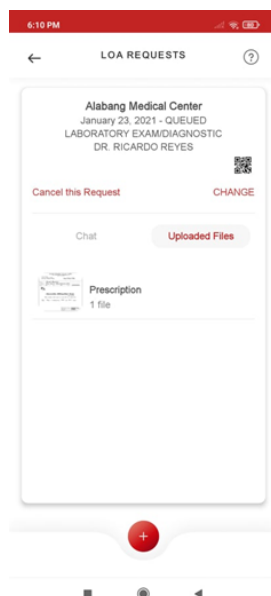 6:10 PM
LOA REQUESTS
?
Alabang Medical Center
January 23, 2021 - QUEUED
LABORATORY EXAM/DIAGNOSTIC
DR. RICARDO REYES
Cancel this Request CHANGE
Chat Uploaded Files
Prescription
1 file
+